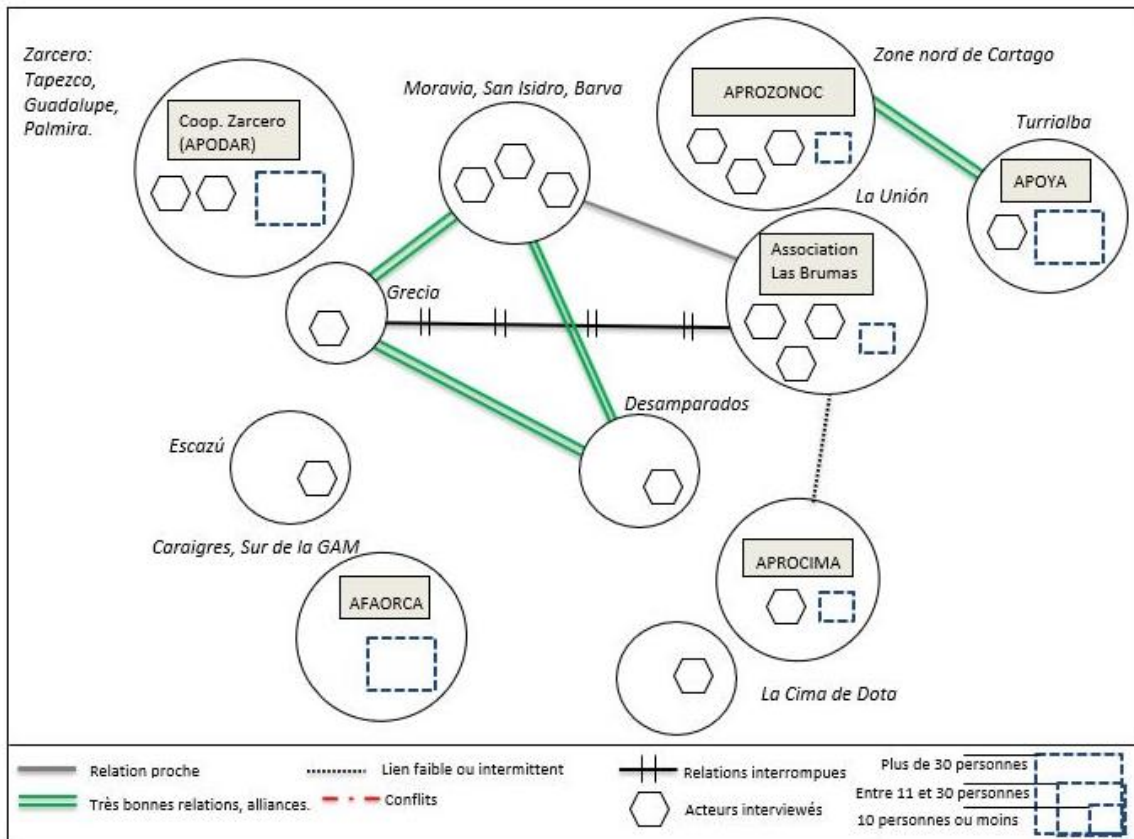 Zarcero:
Tapezco,
Guadalupe,
Palmira.
Coop. Zarcero
(APODAR)
Moravia, San Isidro, Barva
Zone nord de Cartago
APROZONOC
Turrialba
APOYA
La Unión
Association
Las Brumas
Grecia
Desamparados
Escazú
Caraigres, Sur de la GAM
AFAORCA
APROCIMA
La Cima de Dota
Relation proche
Très bonnes relations, alliances.
Lien faible ou intermittent
Conflits
Relations interrompues
Acteurs interviewés
Plus de 30 personnes
Entre 11 et 30 personnes
10 personnes ou moins